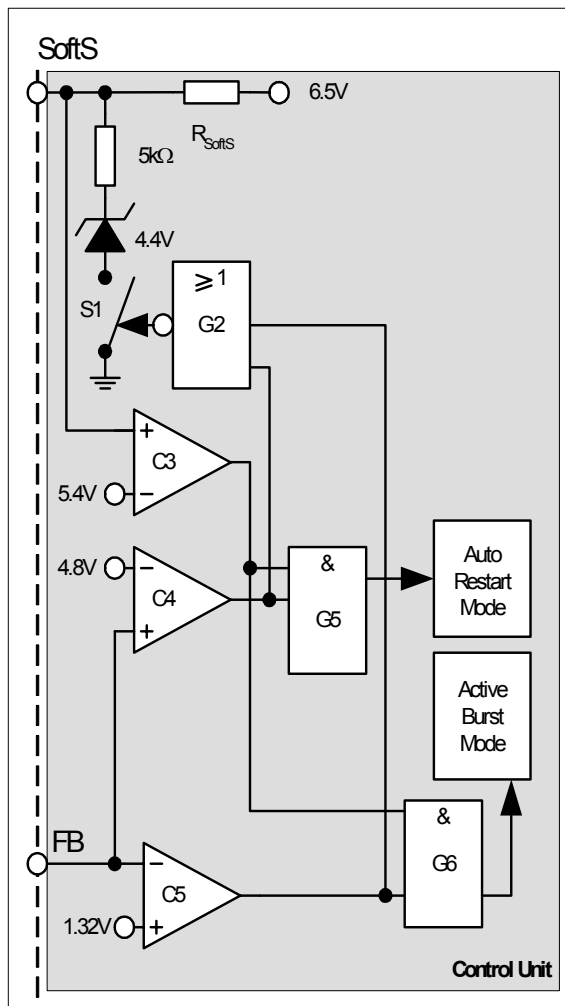 SoftS
6.5V
R_SoftS
5kΩ
4.4V
S1
≥1
G2
+
C3
5.4V
−
4.8V
−
C4
+
&
G5
Auto
Restart
Mode
Active
Burst
Mode
FB
−
C5
1.32V
+
&
G6
Control Unit